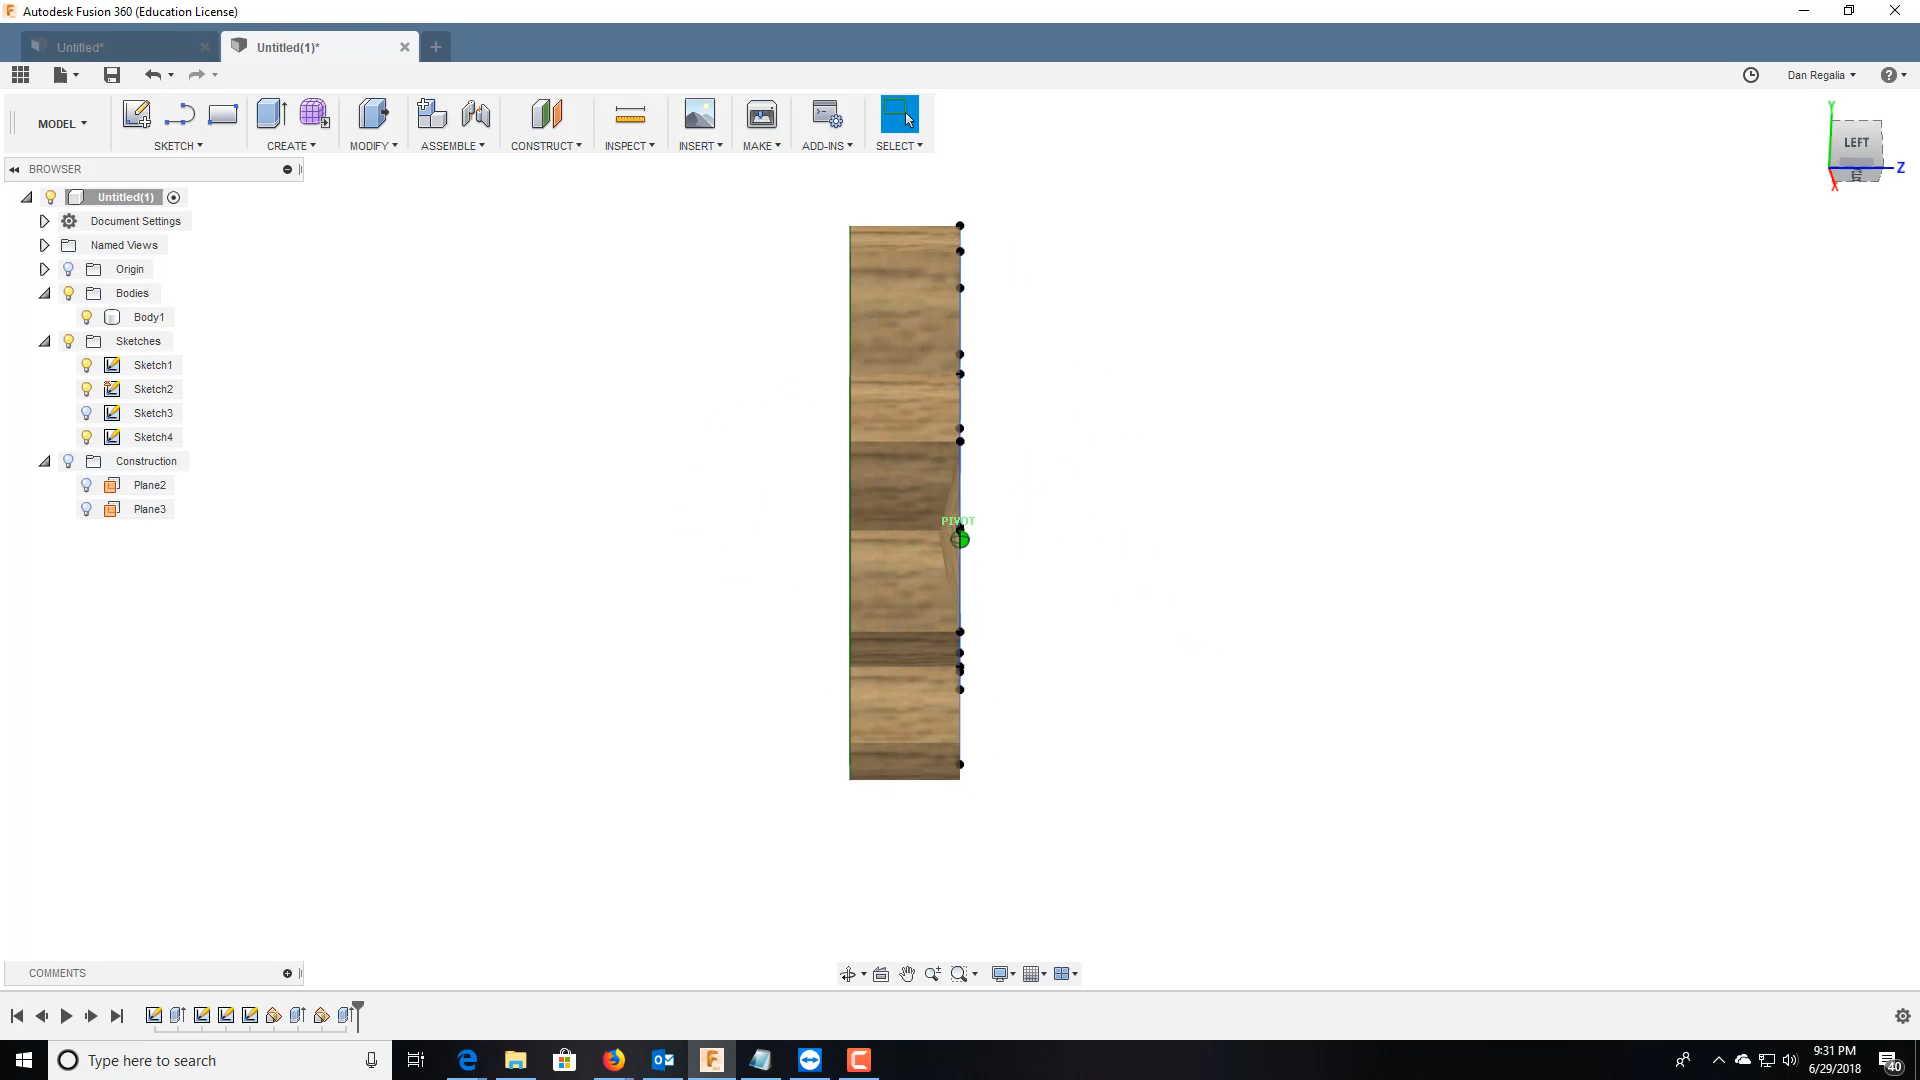 Autodesk Fusion 360 (Education License)
Untitled*
Untitled(1)*
Dan Regalia
MODEL
SKETCH
CREATE
MODIFY
ASSEMBLE
CONSTRUCT
INSPECT
INSERT
MAKE
ADD-INS
SELECT
Y
LEFT
Z
X
BROWSER
Untitled(1)
Document Settings
Named Views
Origin
Bodies
Body1
Sketches
Sketch1
Sketch2
Sketch3
Sketch4
Construction
Plane2
Plane3
PIVOT
COMMENTS
Type here to search
9:31 PM
6/29/2018
40